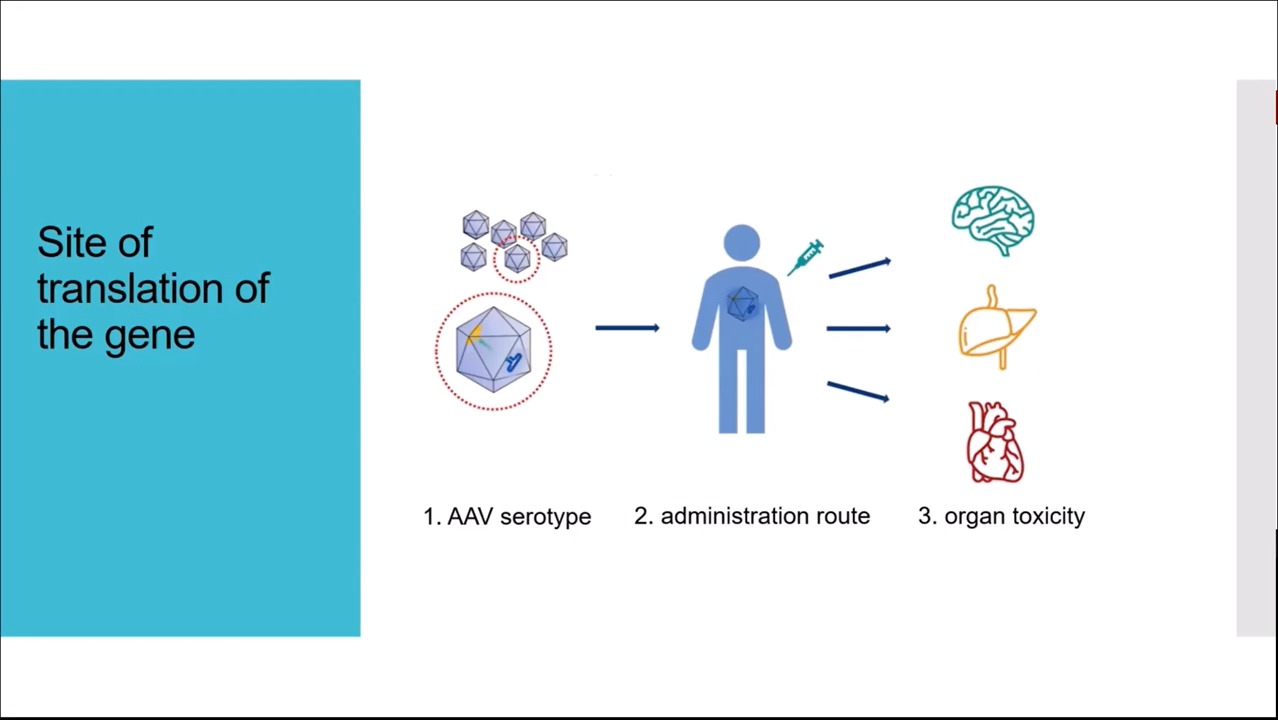 Site of
translation of
the gene
1. AAV serotype
2. administration route
3. organ toxicity